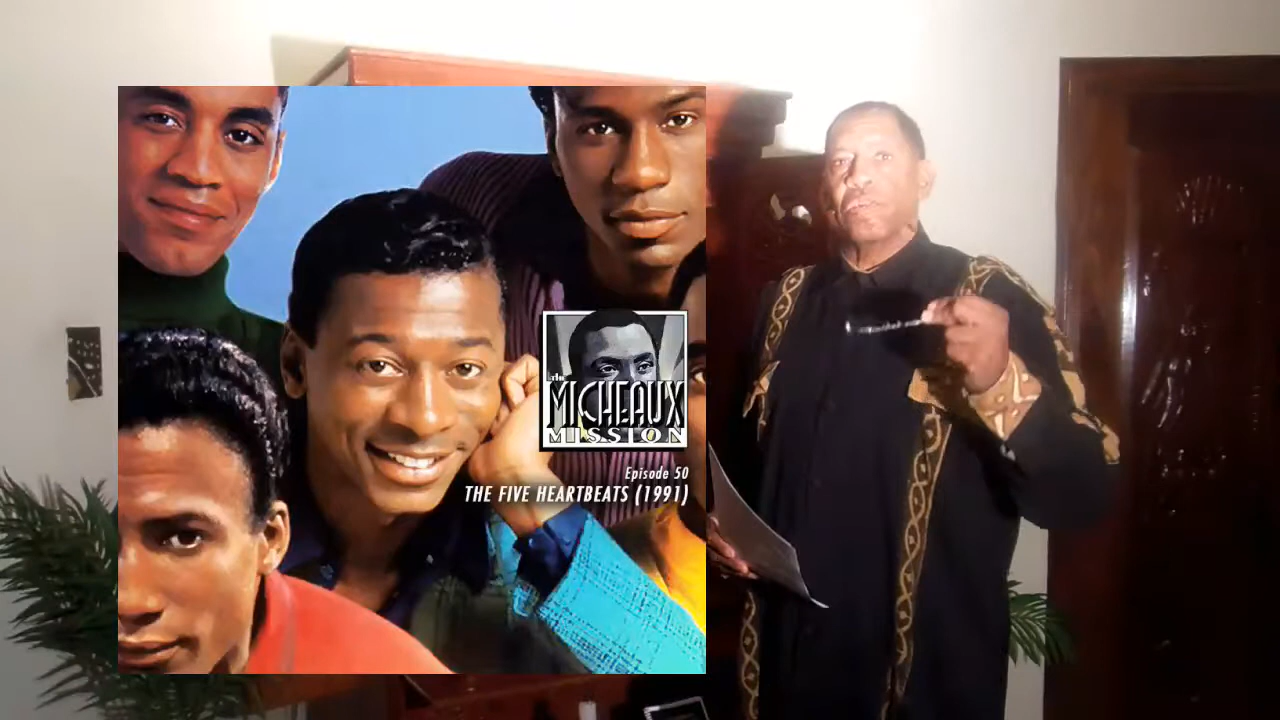 The
MICHEAUX
MISSION
Episode 50
THE FIVE HEARTBEATS (1991)